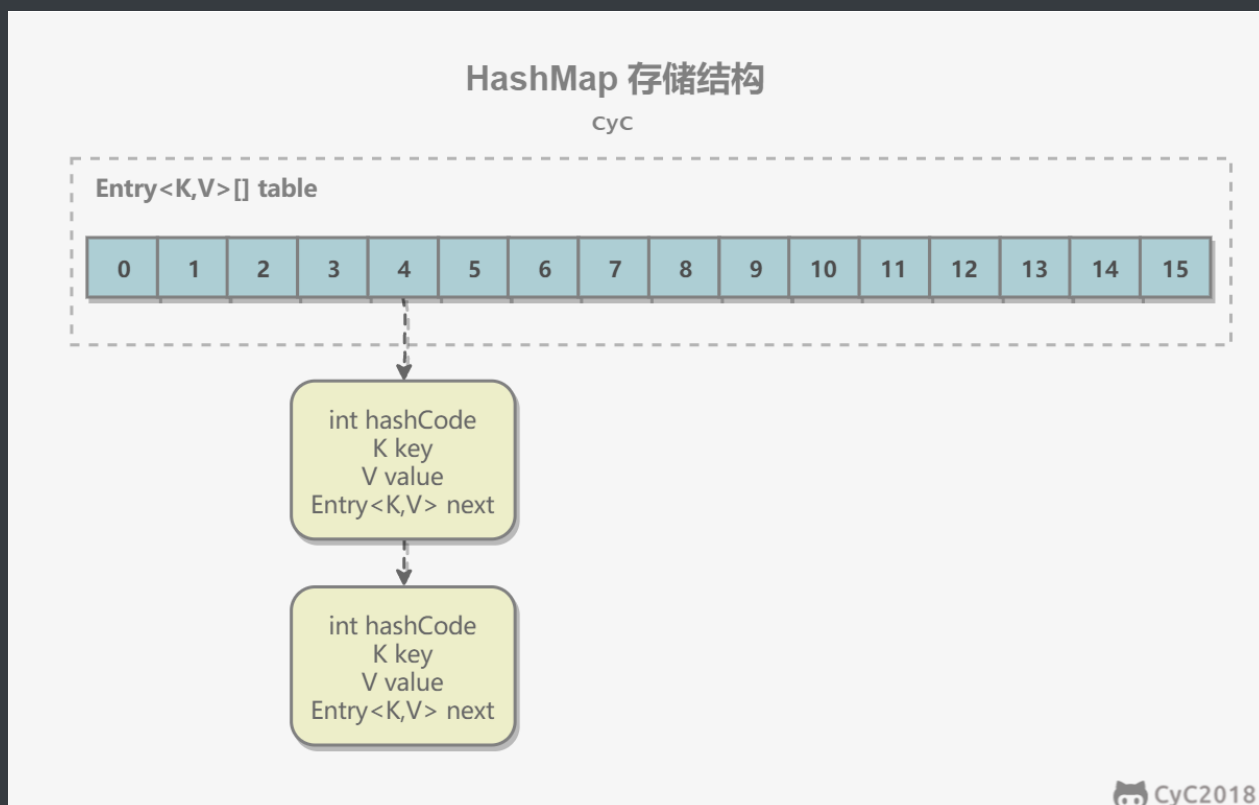 HashMap 存储结构
CyC
Entry<K,V>[] table
0 1 2 3 4 5 6 7 8 9 10 11 12 13 14 15
int hashCode
K key
V value
Entry<K,V> next
int hashCode
K key
V value
Entry<K,V> next
CyC2018